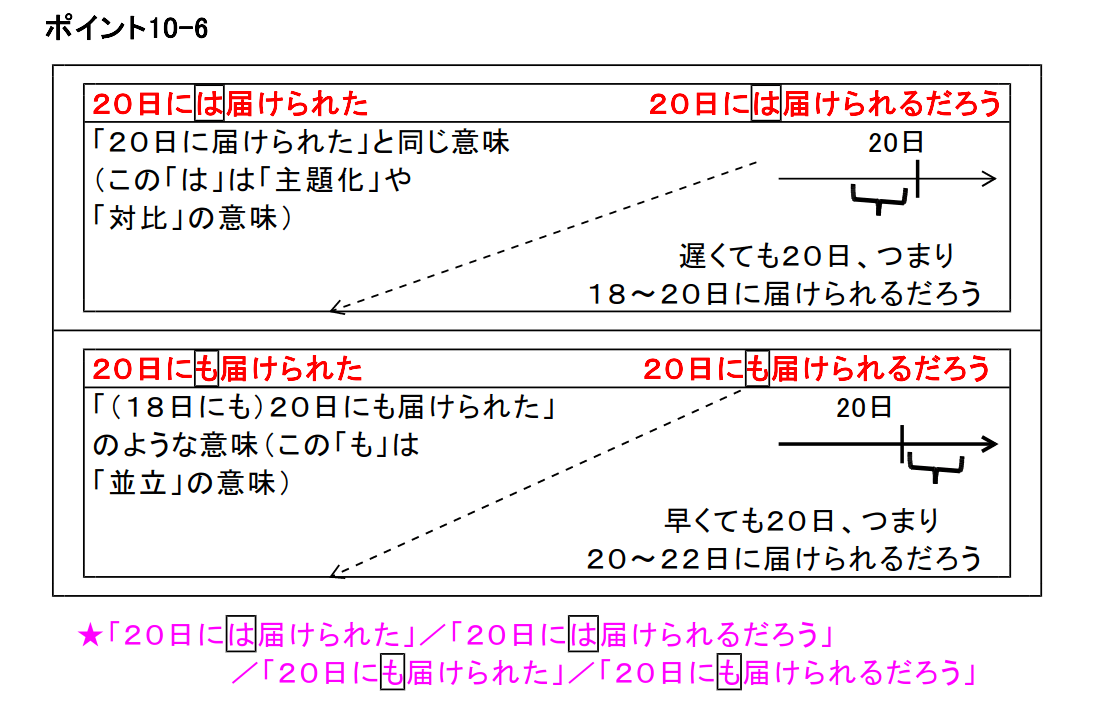 ポイント10-6
20日には届けられた
20日には届けられるだろう
「20日に届けられた」と同じ意味
(この「は」は「主題化」や
「対比」の意味)
20日
遅くても20日、つまり
18～20日に届けられるだろう
20日にも届けられた
20日にも届けられるだろう
「(18日にも)20日にも届けられた」
のような意味(この「も」は
「並立」の意味)
20日
早くても20日、つまり
20～22日に届けられるだろう
★「20日には届けられた」／「20日には届けられるだろう」
／「20日にも届けられた」／「20日にも届けられるだろう」